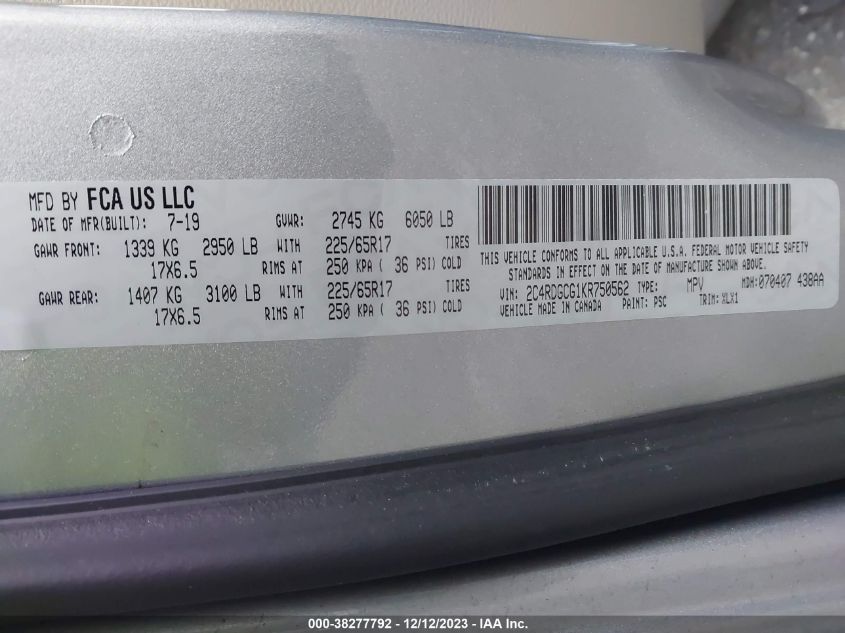 MFD BY FCA US LLC
DATE OF MFR(BUILT): 7-19 GVWR: 2745 KG 6050 LB
GAWR FRONT: 1339 KG 2950 LB WITH 225/65R17 TIRES
17X6.5 RIMS AT 250 KPA ( 36 PSI) COLD
GAWR REAR: 1407 KG 3100 LB WITH 225/65R17 TIRES
17X6.5 RIMS AT 250 KPA ( 36 PSI) COLD
THIS VEHICLE CONFORMS TO ALL APPLICABLE U.S.A. FEDERAL MOTOR VEHICLE SAFETY
STANDARDS IN EFFECT ON THE DATE OF MANUFACTURE SHOWN ABOVE.
VIN: 2C4RDGCG1KR750562 TYPE: MPV MDH: 070407 438AA
VEHICLE MADE IN CANADA PAINT: PSC TRIM: XLX1
000-38277792 - 12/12/2023 - IAA Inc.